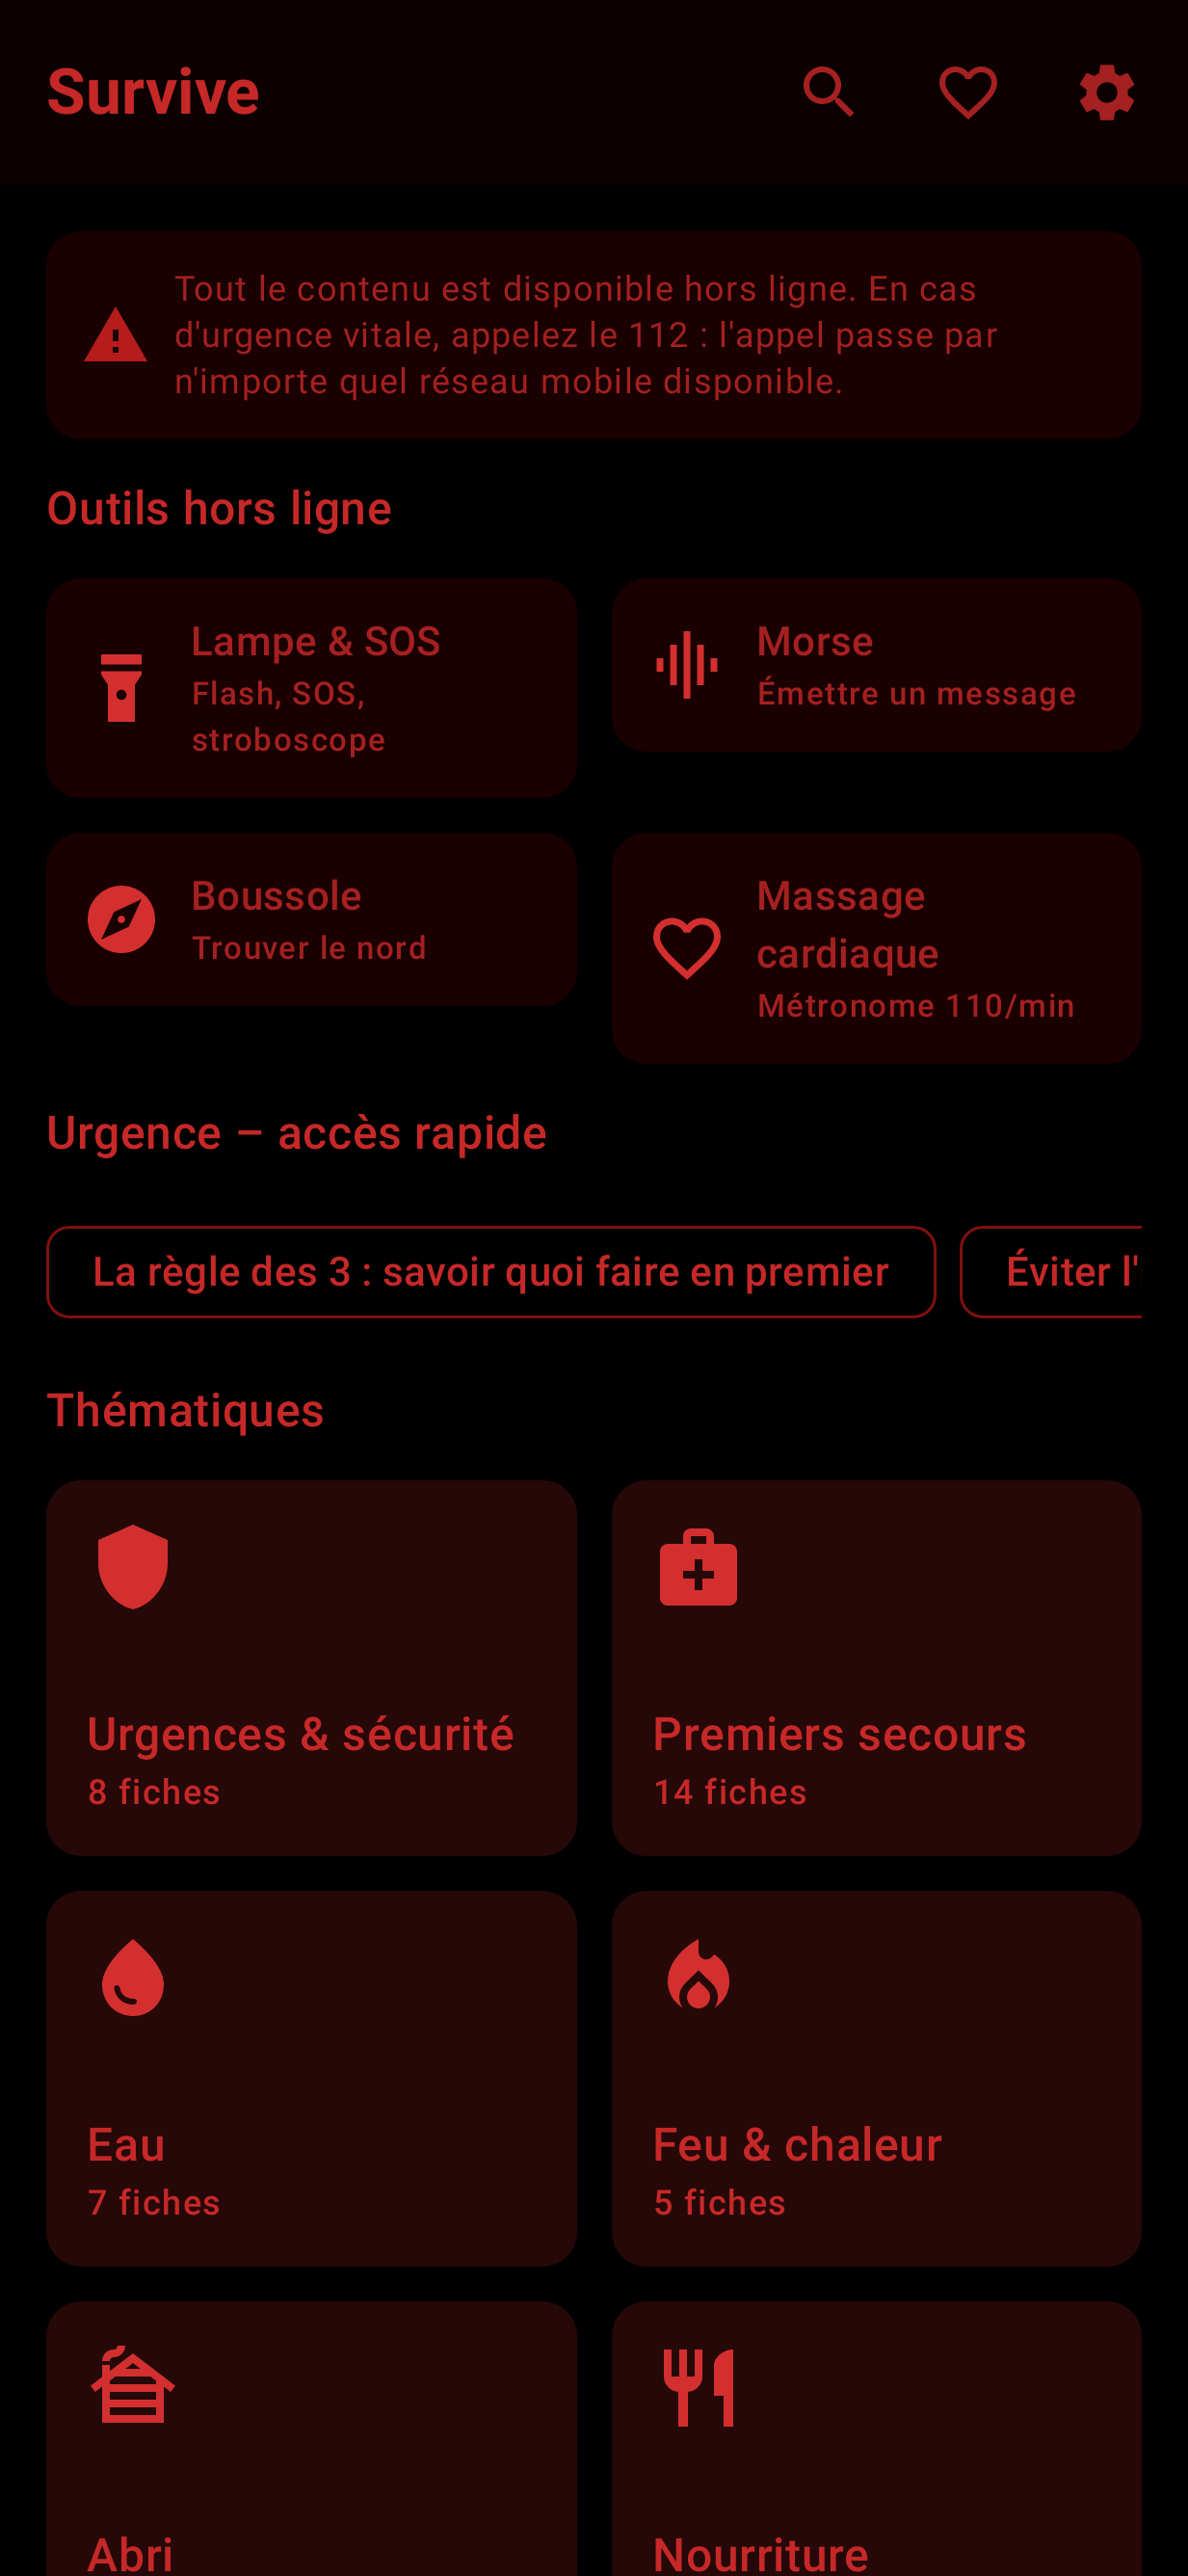 Survive
Tout le contenu est disponible hors ligne. En cas
d'urgence vitale, appelez le 112 : l'appel passe par
n'importe quel réseau mobile disponible.
Outils hors ligne
Lampe & SOS
Flash, SOS,
stroboscope
Morse
Émettre un message
Boussole
Trouver le nord
Massage
cardiaque
Métronome 110/min
Urgence – accès rapide
La règle des 3 : savoir quoi faire en premier
Éviter l'
Thématiques
Urgences & sécurité
8 fiches
Premiers secours
14 fiches
Eau
7 fiches
Feu & chaleur
5 fiches
Abri
Nourriture